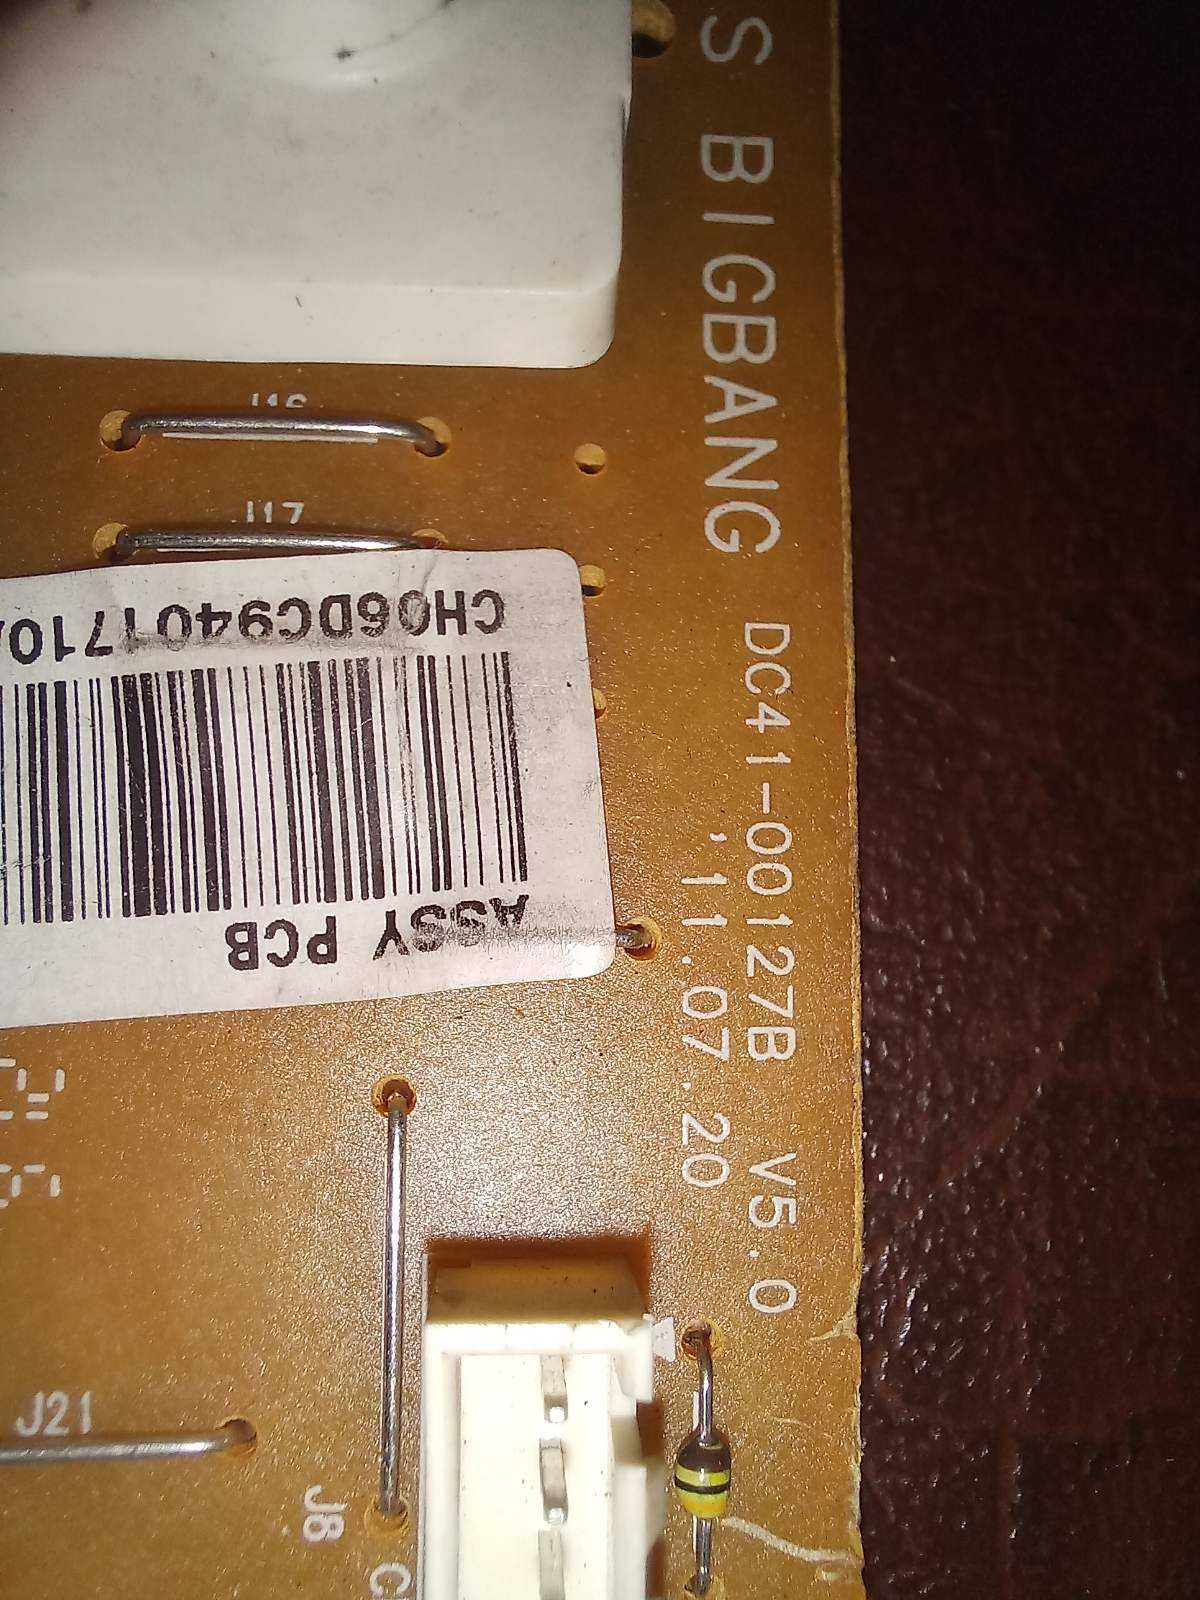 S BIGBANG DC41-00127B V5.0
'11.07.20
J16
J17
CH06DC9401710
ASSY PCB
J21
J8